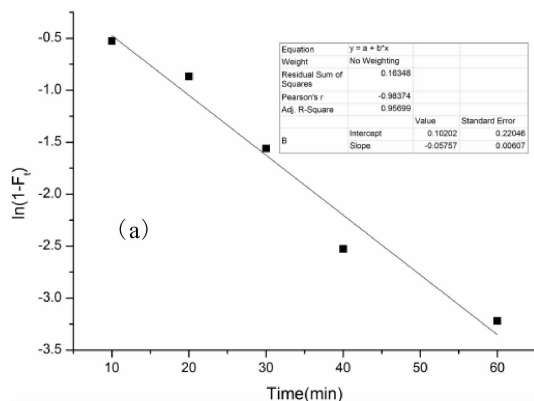 -0.5
-1.0
-1.5
-2.0
-2.5
-3.0
-3.5
ln(1-Ft)
Equation y = a + b*x
Weight No Weighting
Residual Sum of Squares 0.16348
Pearson's r -0.98374
Adj. R-Square 0.95699
Value Standard Error
B Intercept 0.10202 0.22046
Slope -0.05757 0.00607
(a)
10 20 30 40 50 60
Time(min)